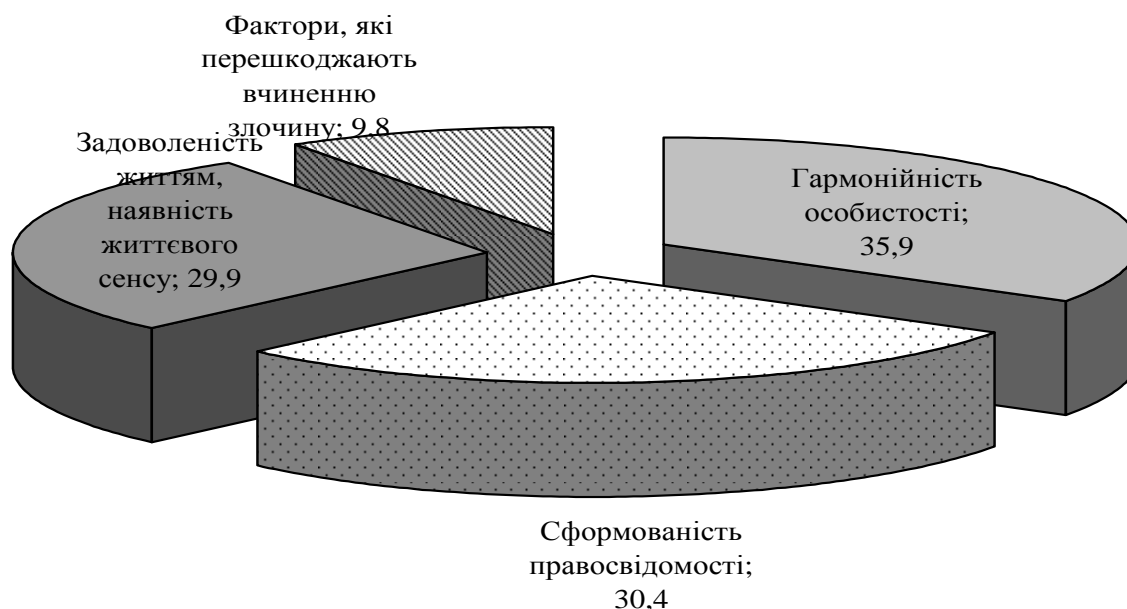 Фактори, які
перешкоджають
вчиненню
злочину; 9,8
Задоволеність
життям,
наявність
життєвого
сенсу; 29,9
Гармонійність
особистості;
35,9
Сформованість
правосвідомості;
30,4